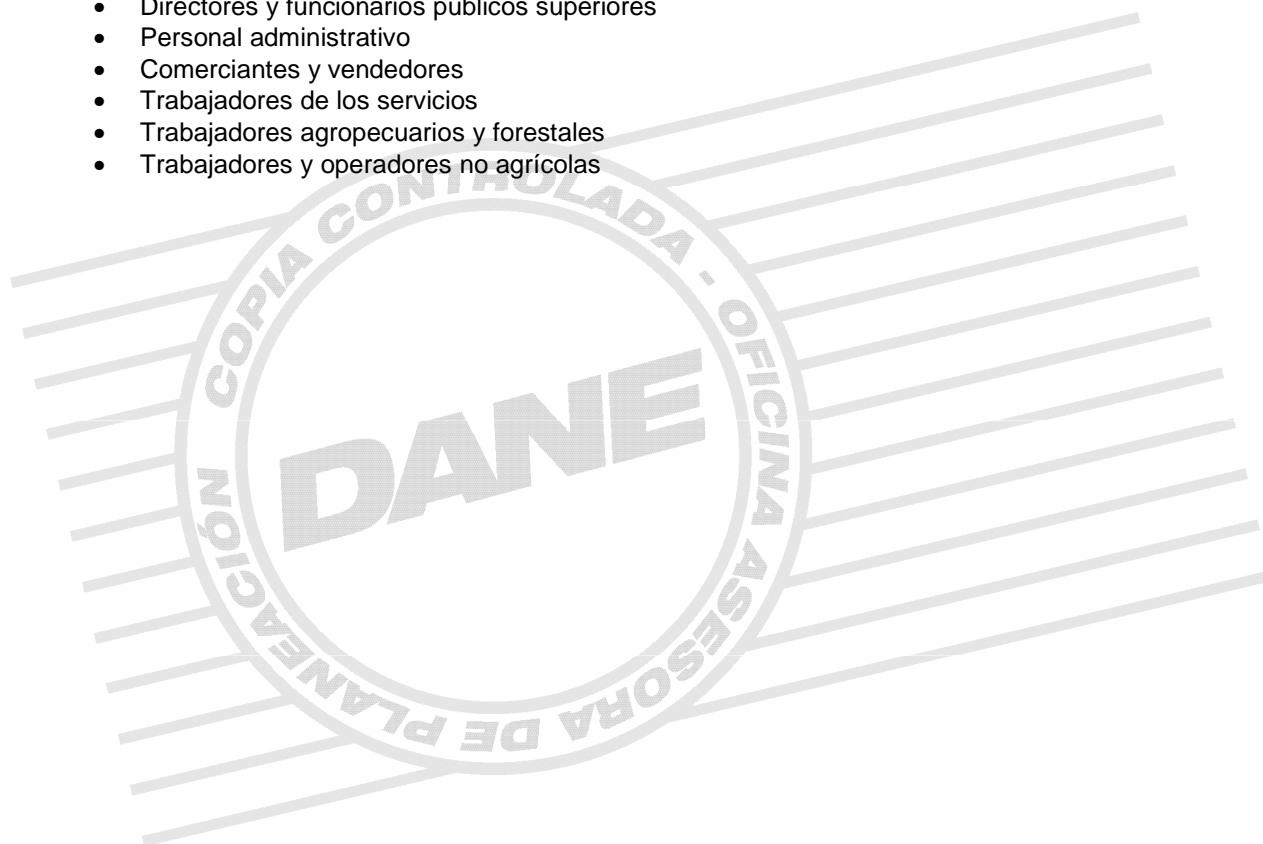 • Directores y funcionarios públicos superiores
• Personal administrativo
• Comerciantes y vendedores
• Trabajadores de los servicios
• Trabajadores agropecuarios y forestales
• Trabajadores y operadores no agrícolas
COPIA CONTROLADA - OFICINA ASESORA DE PLANEACIÓN
DANE